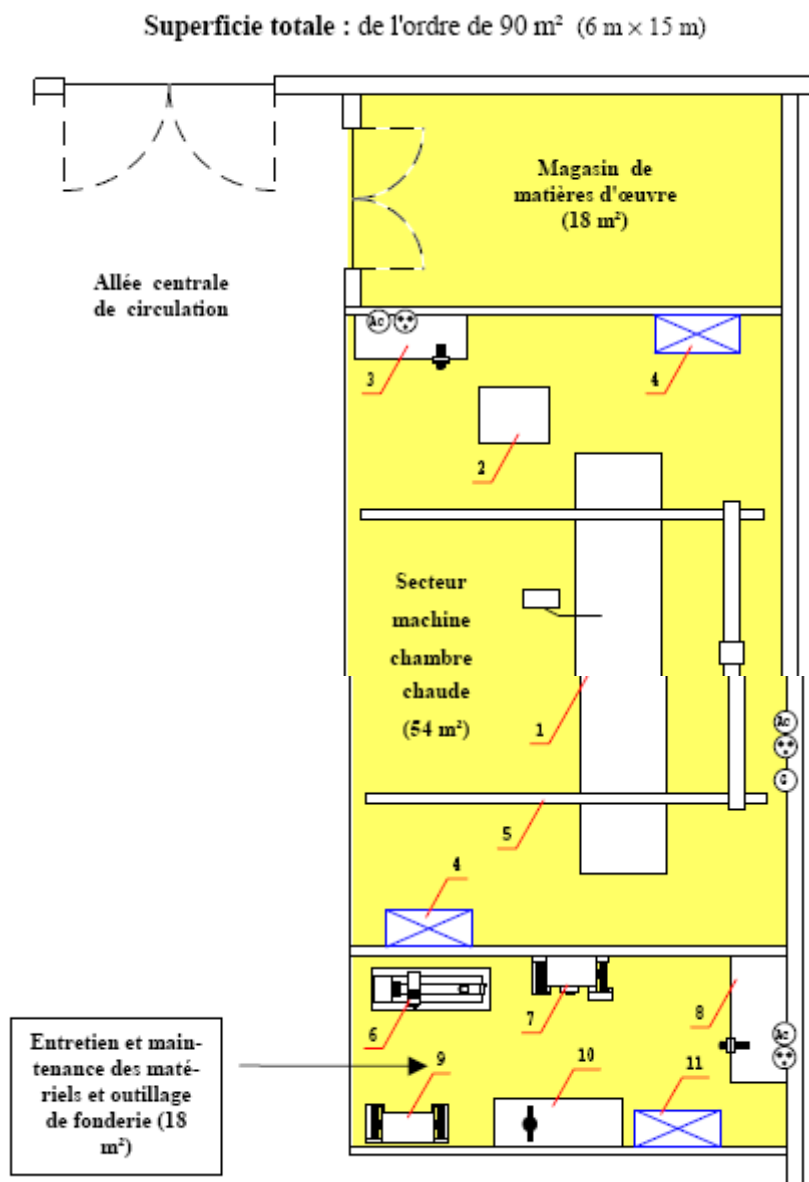 Superficie totale : de l'ordre de 90 m² (6 m × 15 m)
Magasin de
matières d'œuvre
(18 m²)
Allée centrale
de circulation
Ac
3
4
2
Secteur
machine
chambre
chaude
(54 m²)
1
Ac
G
5
4
6
7
8
Ac
Entretien et main-
tenance des maté-
riels et outillage
de fonderie (18
m²)
9
10
11